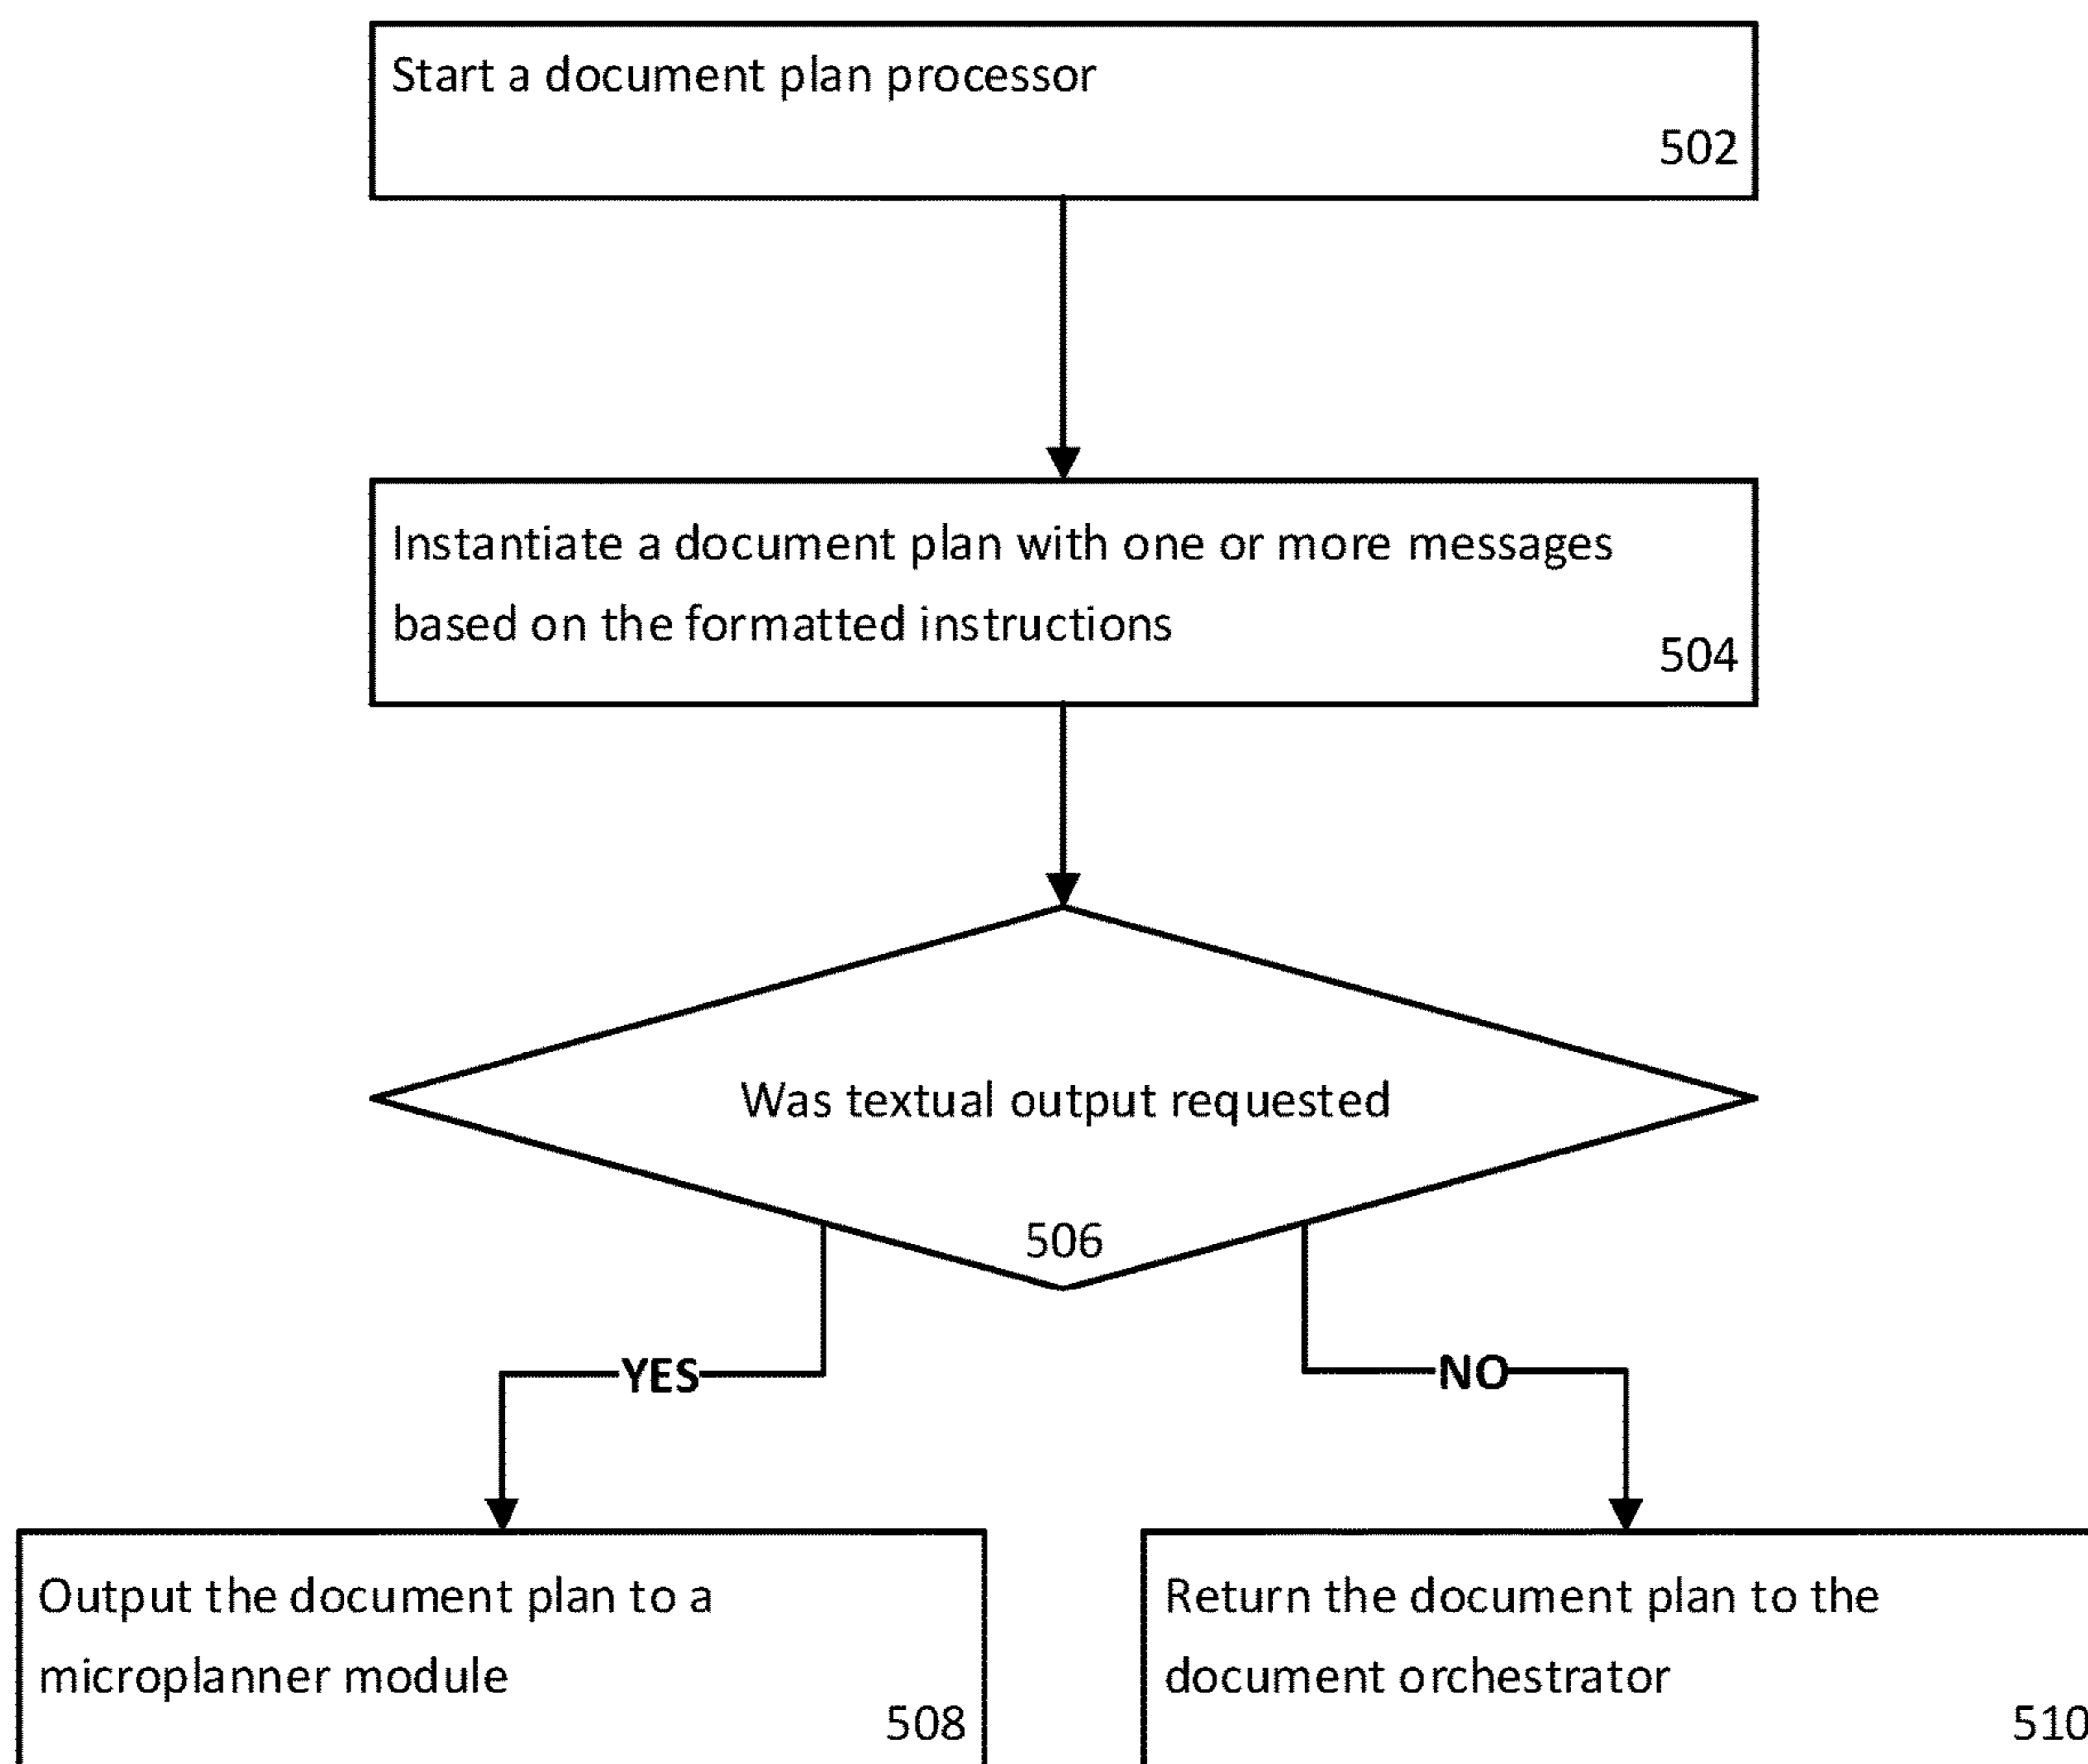 Start a document plan processor
502
Instantiate a document plan with one or more messages
based on the formatted instructions
504
Was textual output requested
506
YES
NO
Output the document plan to a
microplanner module
508
Return the document plan to the
document orchestrator
510